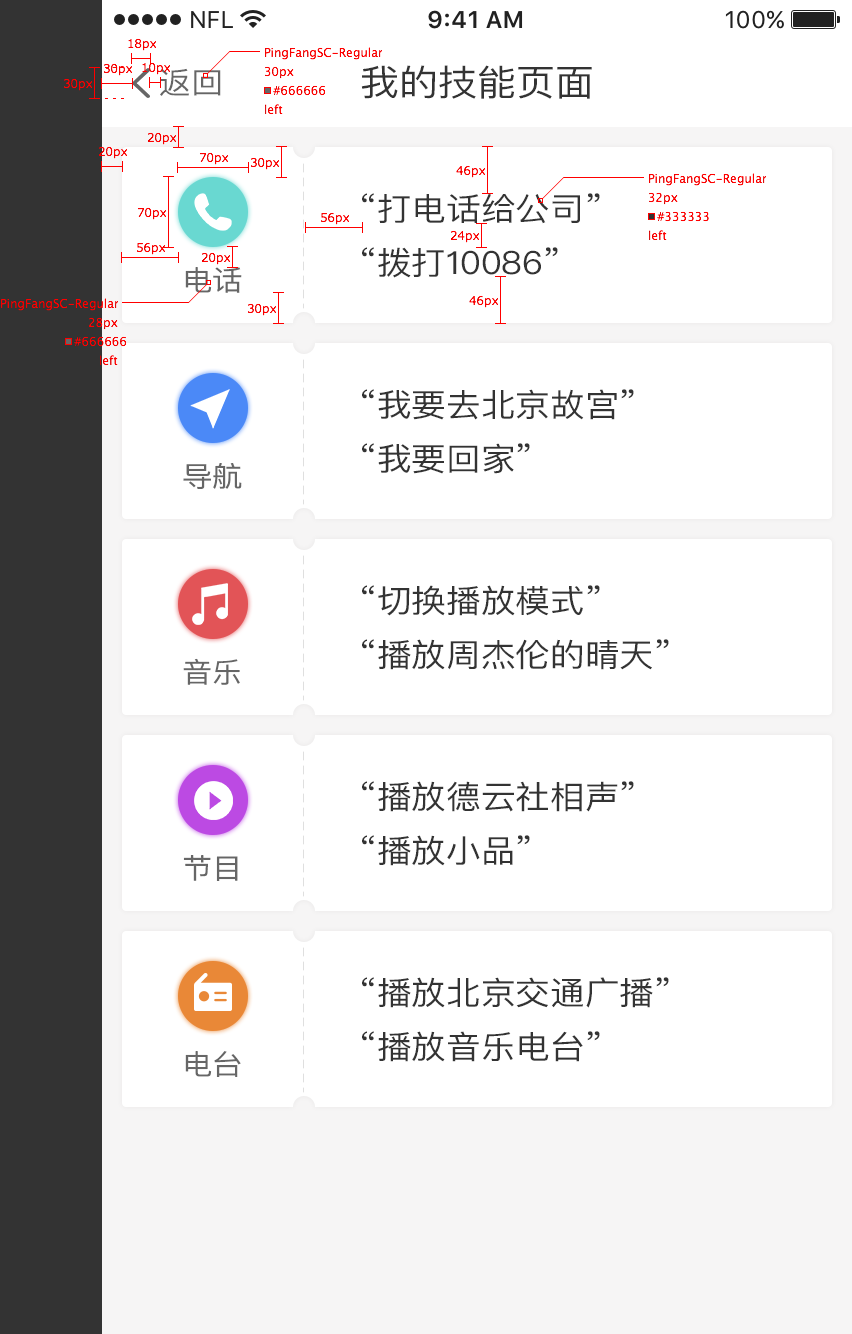 ●●●●● NFL 9:41 AM 100%
18px
30px
30px
10px
返回
PingFangSC-Regular
30px
#666666
left
我的技能页面
20px
20px
70px
30px
70px
56px
20px
电话
30px
PingFangSC-Regular
28px
#666666
left
56px
46px
“打电话给公司”
24px
“拨打10086”
46px
PingFangSC-Regular
32px
#333333
left
导航
“我要去北京故宫”
“我要回家”
音乐
“切换播放模式”
“播放周杰伦的晴天”
节目
“播放德云社相声”
“播放小品”
电台
“播放北京交通广播”
“播放音乐电台”